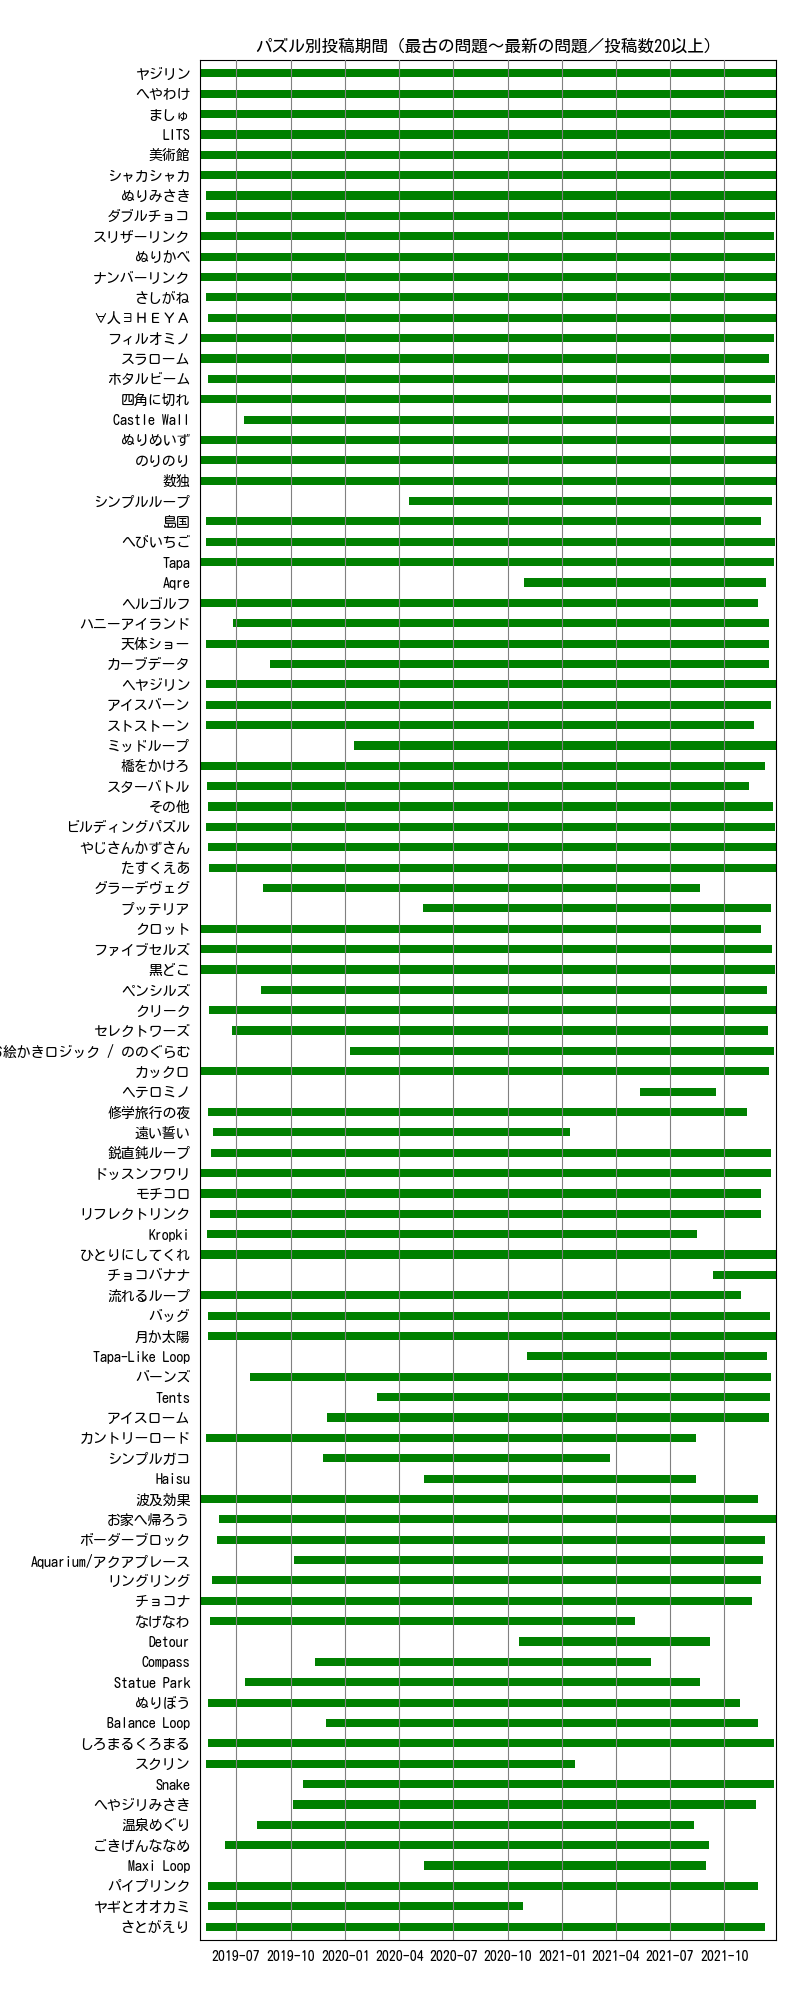 パズル別投稿期間（最古の問題～最新の問題／投稿数20以上）
ヤジリン
へやわけ
ましゅ
LITS
美術館
シャカシャカ
ぬりみさき
ダブルチョコ
スリザーリンク
ぬりかべ
ナンバーリンク
さしがね
∀人∃ＨＥＹＡ
フィルオミノ
スラローム
ホタルビーム
四角に切れ
Castle Wall
ぬりめいず
のりのり
数独
シンプルループ
島国
へびいちご
Tapa
Aqre
ヘルゴルフ
ハニーアイランド
天体ショー
カーブデータ
ヘヤジリン
アイスバーン
ストストーン
ミッドループ
橋をかけろ
スターバトル
その他
ビルディングパズル
やじさんかずさん
たすくえあ
グラーデヴェグ
プッテリア
クロット
ファイブセルズ
黒どこ
ペンシルズ
クリーク
セレクトワーズ
お絵かきロジック / ののぐらむ
カックロ
ヘテロミノ
修学旅行の夜
遠い誓い
鋭直鈍ループ
ドッスンフワリ
モチコロ
リフレクトリンク
Kropki
ひとりにしてくれ
チョコバナナ
流れるループ
バッグ
月か太陽
Tapa-Like Loop
バーンズ
Tents
アイスローム
カントリーロード
シンプルガコ
Haisu
波及効果
お家へ帰ろう
ボーダーブロック
Aquarium/アクアプレース
リングリング
チョコナ
なげなわ
Detour
Compass
Statue Park
ぬりぼう
Balance Loop
しろまるくろまる
スクリン
Snake
へやジリみさき
温泉めぐり
ごきげんななめ
Maxi Loop
パイプリンク
ヤギとオオカミ
さとがえり
2019-07 2019-10 2020-01 2020-04 2020-07 2020-10 2021-01 2021-04 2021-07 2021-10